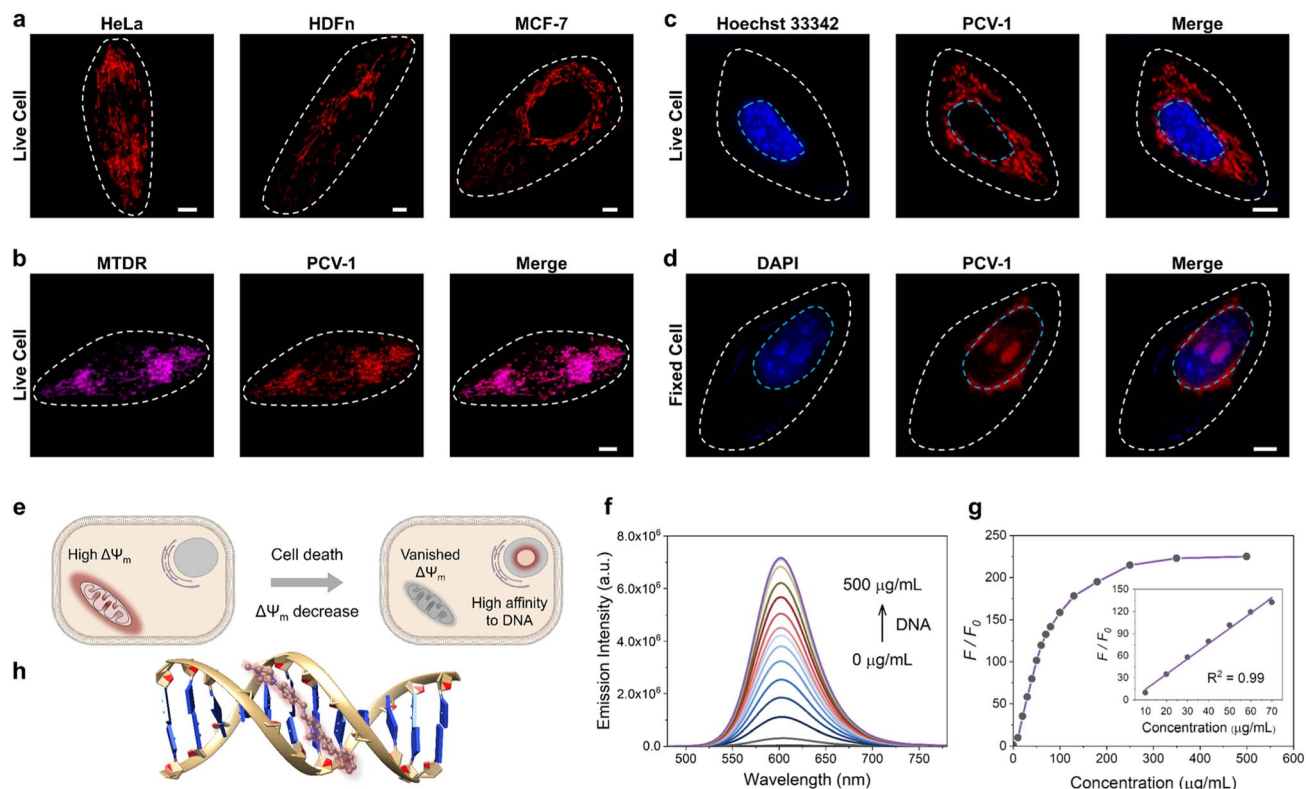 a
HeLa
HDFn
MCF-7
Live Cell
c
Hoechst 33342
PCV-1
Merge
Live Cell
b
MTDR
PCV-1
Merge
Live Cell
d
DAPI
PCV-1
Merge
Fixed Cell
e
High ΔΨm
Cell death
ΔΨm decrease
Vanished
ΔΨm
High affinity
to DNA
h
f
Emission Intensity (a.u.)
8.0x10⁶
6.0x10⁶
4.0x10⁶
2.0x10⁶
0.0
500 μg/mL
DNA
0 μg/mL
500 550 600 650 700 750
Wavelength (nm)
g
F / F₀
250
200
150
100
50
0
0 100 200 300 400 500 600
Concentration (μg/mL)
F / F₀
150
120
90
60
30
0
R² = 0.99
10 20 30 40 50 60 70
Concentration (μg/mL)